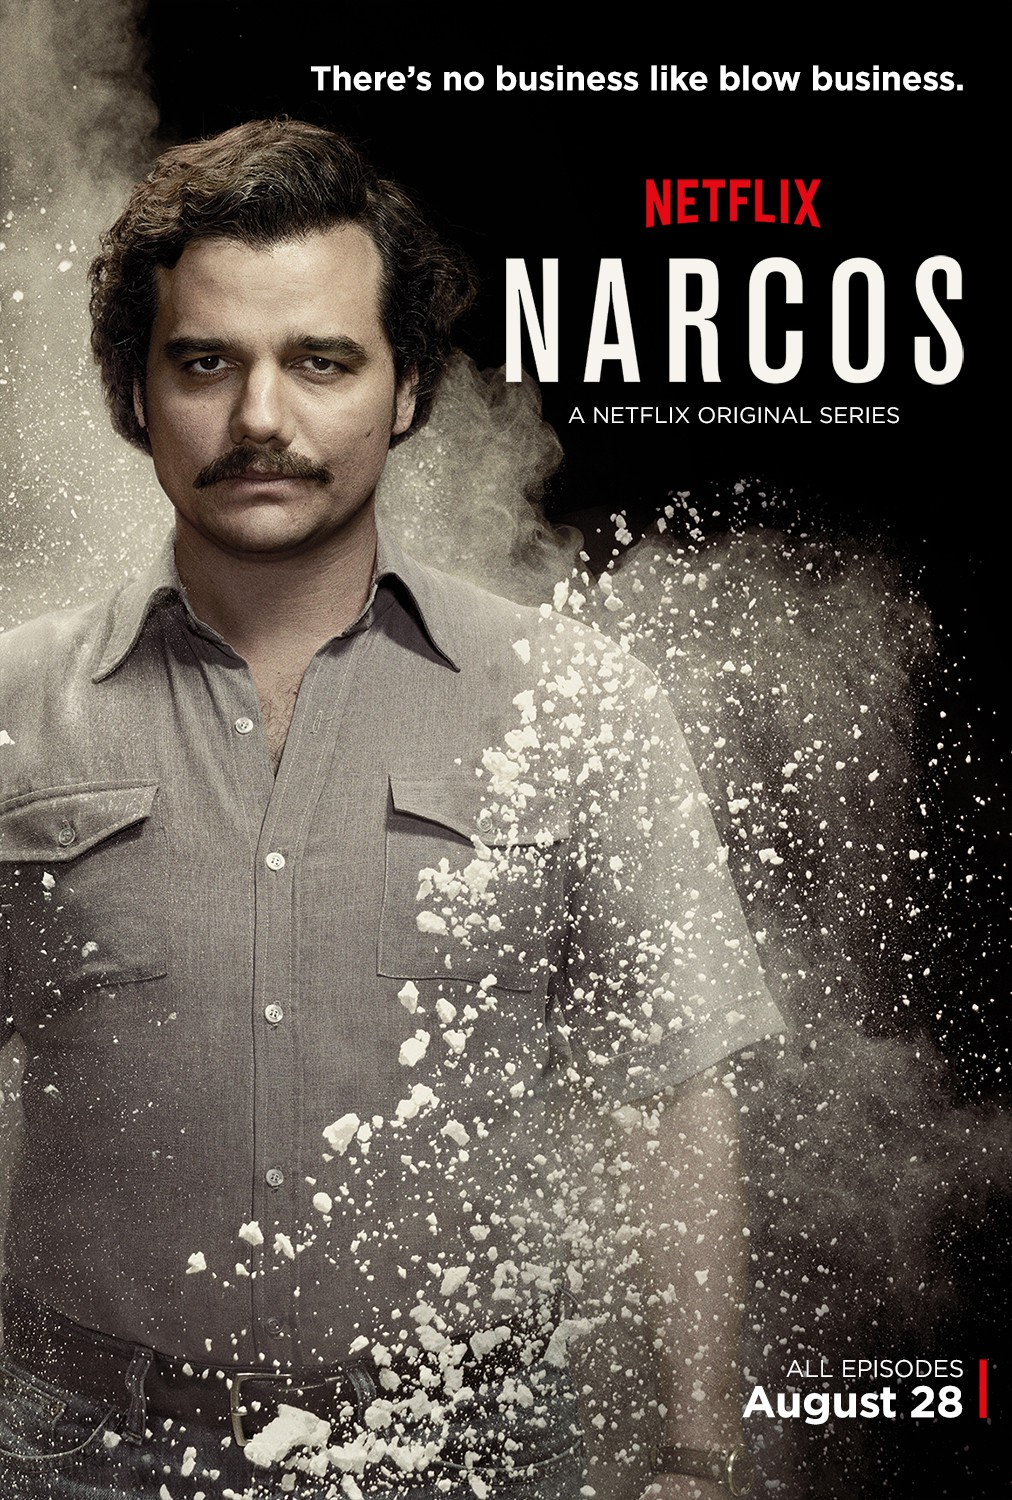 There's no business like blow business.
NETFLIX
NARCOS
A NETFLIX ORIGINAL SERIES
ALL EPISODES
August 28